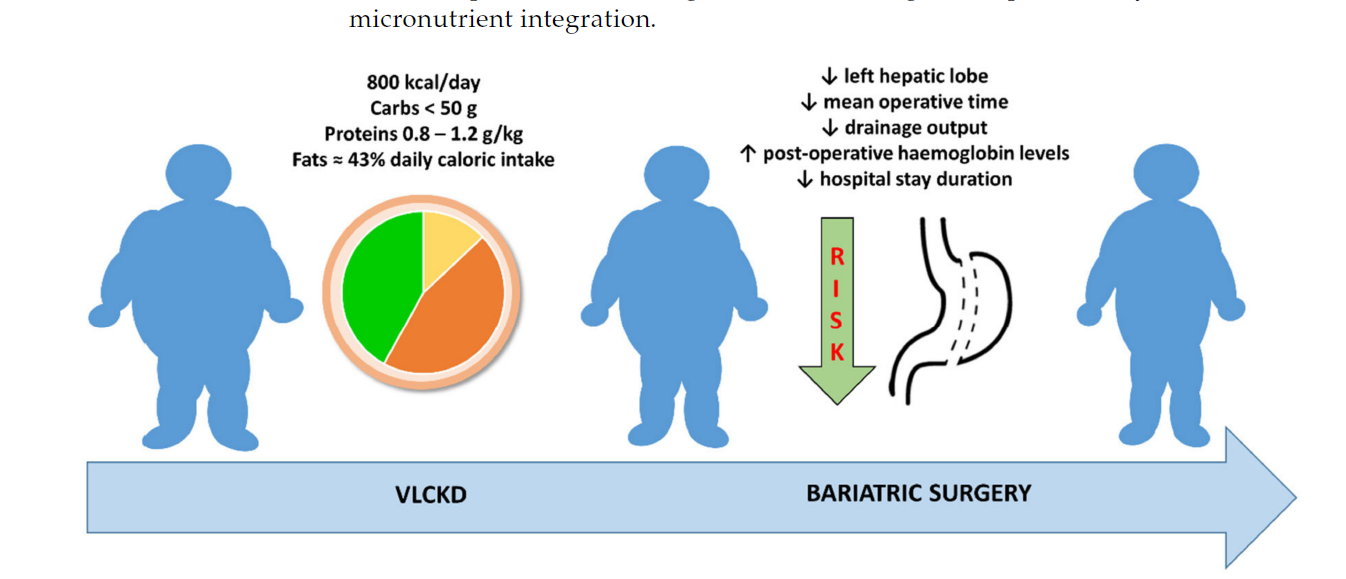 micronutrient integration.
800 kcal/day
Carbs < 50 g
Proteins 0.8 – 1.2 g/kg
Fats ≈ 43% daily caloric intake
↓ left hepatic lobe
↓ mean operative time
↓ drainage output
↑ post-operative haemoglobin levels
↓ hospital stay duration
R
I
S
K
VLCKD
BARIATRIC SURGERY